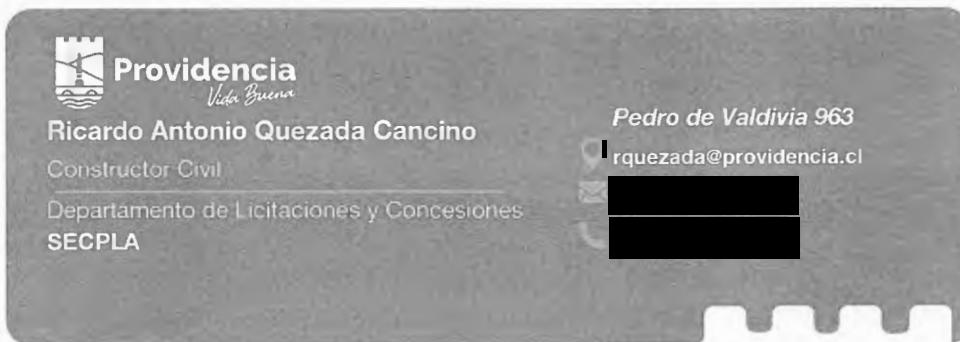 Providencia
Vida Buena
Ricardo Antonio Quezada Cancino
Constructor Civil
Departamento de Licitaciones y Concesiones
SECPLA
Pedro de Valdivia 963
rquezada@providencia.cl